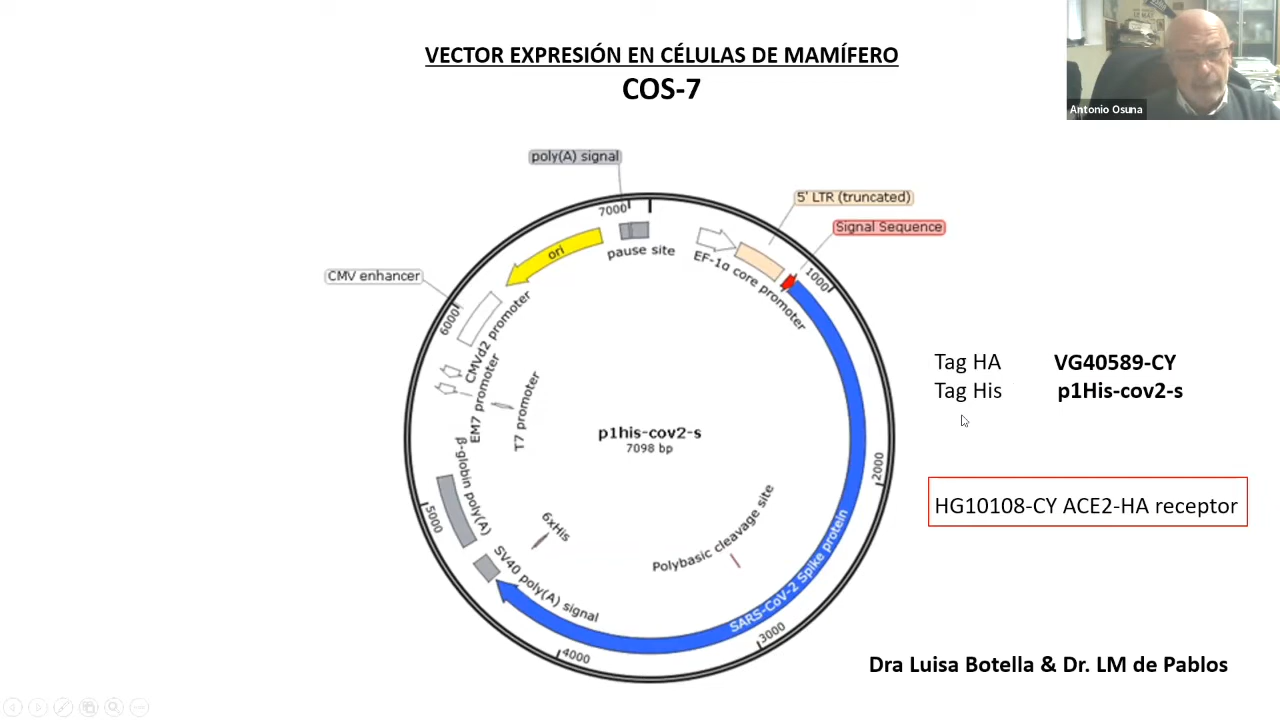 VECTOR EXPRESIÓN EN CÉLULAS DE MAMÍFERO
COS-7
Antonio Osuna
poly(A) signal
5' LTR (truncated)
Signal Sequence
7000
ori
pause site
EF-1α core promoter
1000
CMV enhancer
6000
CMVd2 promoter
EM7 promoter
T7 promoter
p1his-cov2-s
7098 bp
2000
β-globin poly(A)
5000
6xHis
SV40 poly(A) signal
Polybasic cleavage site
SARS-CoV-2 Spike protein
3000
4000
Tag HA VG40589-CY
Tag His p1His-cov2-s
HG10108-CY ACE2-HA receptor
Dra Luisa Botella & Dr. LM de Pablos